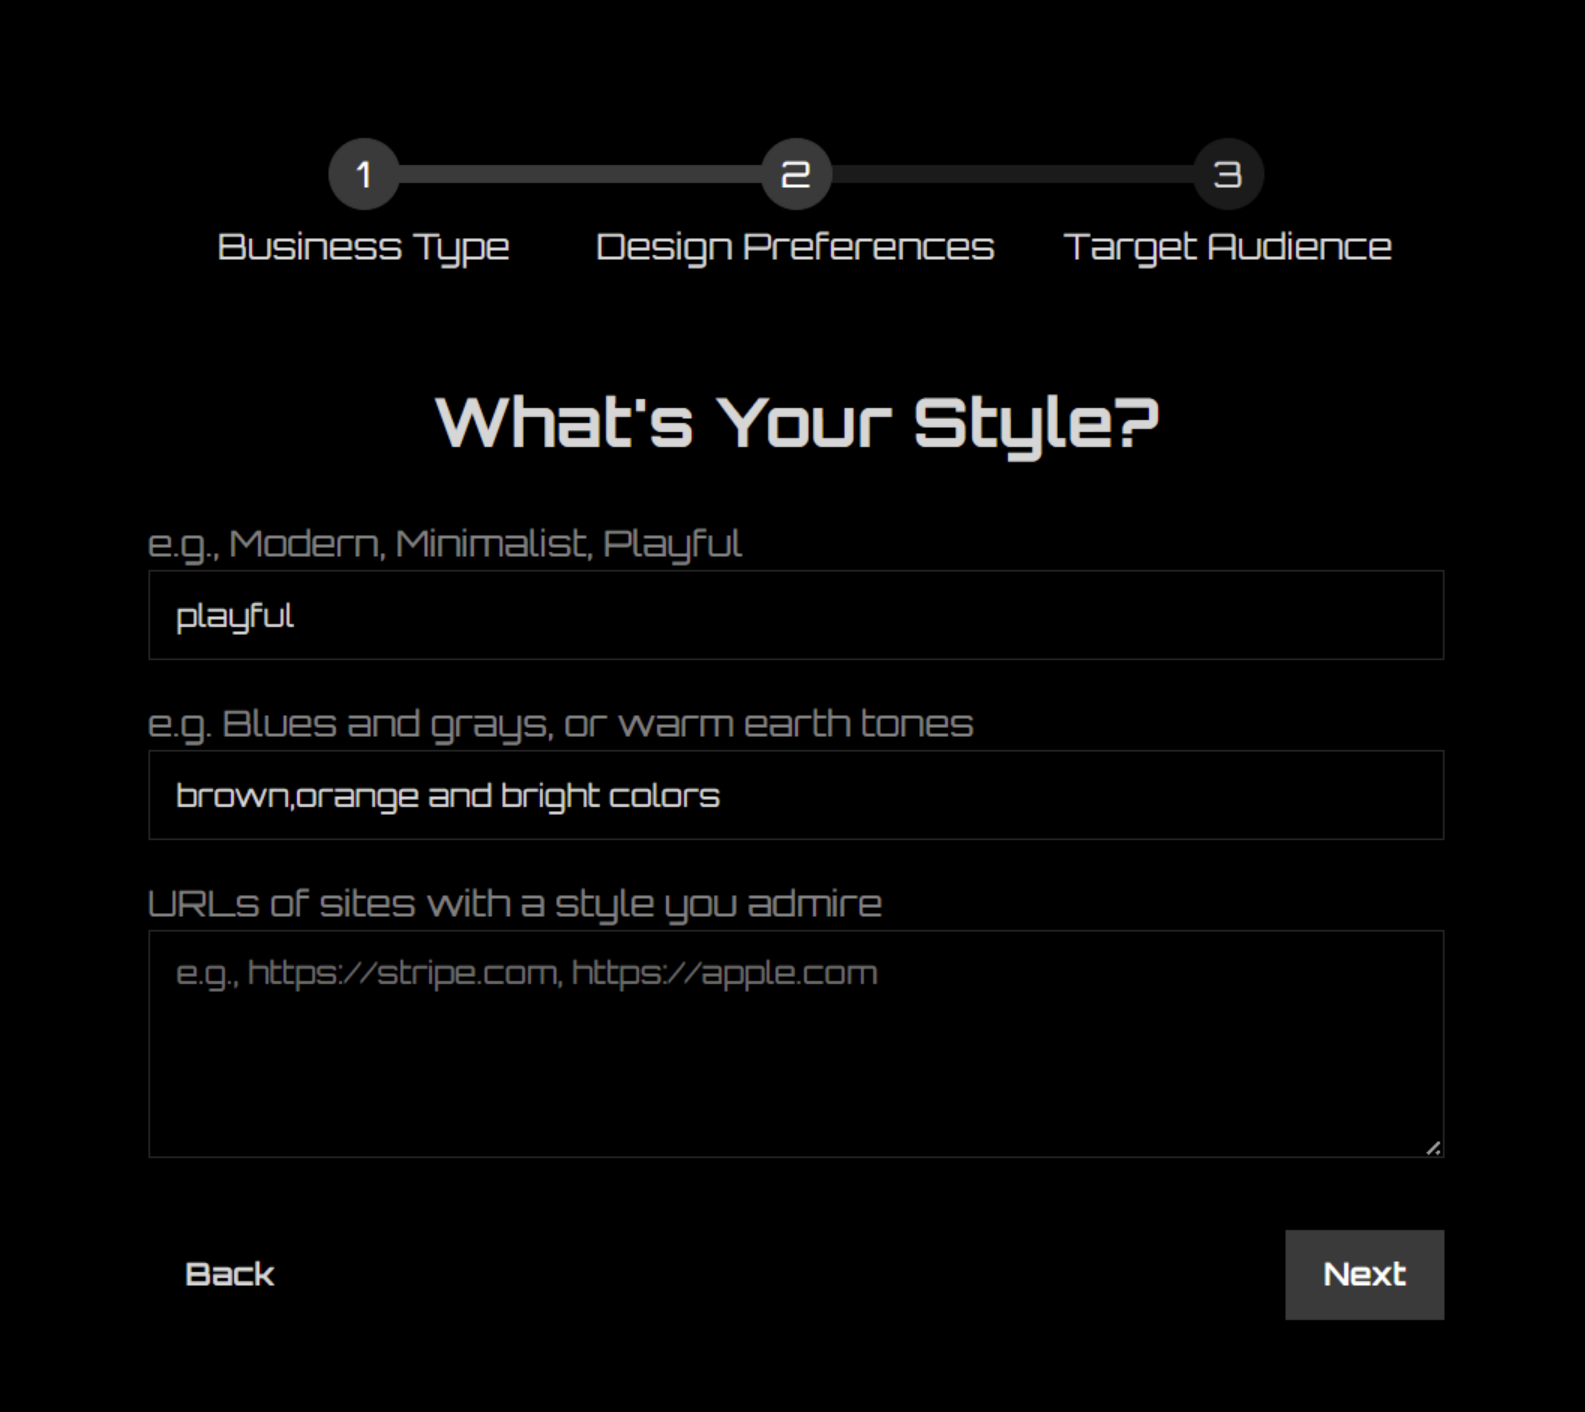 1
2
3
Business Type
Design Preferences
Target Audience
What's Your Style?
e.g., Modern, Minimalist, Playful
playful
e.g. Blues and grays, or warm earth tones
brown,orange and bright colors
URLs of sites with a style you admire
e.g., https://stripe.com, https://apple.com
Back
Next